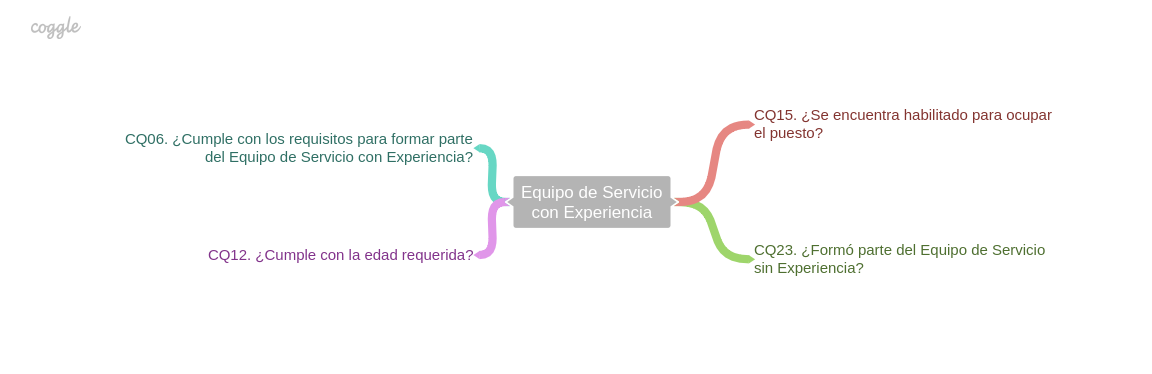 coggle
CQ06. ¿Cumple con los requisitos para formar parte
del Equipo de Servicio con Experiencia?
CQ12. ¿Cumple con la edad requerida?
Equipo de Servicio
con Experiencia
CQ15. ¿Se encuentra habilitado para ocupar
el puesto?
CQ23. ¿Formó parte del Equipo de Servicio
sin Experiencia?